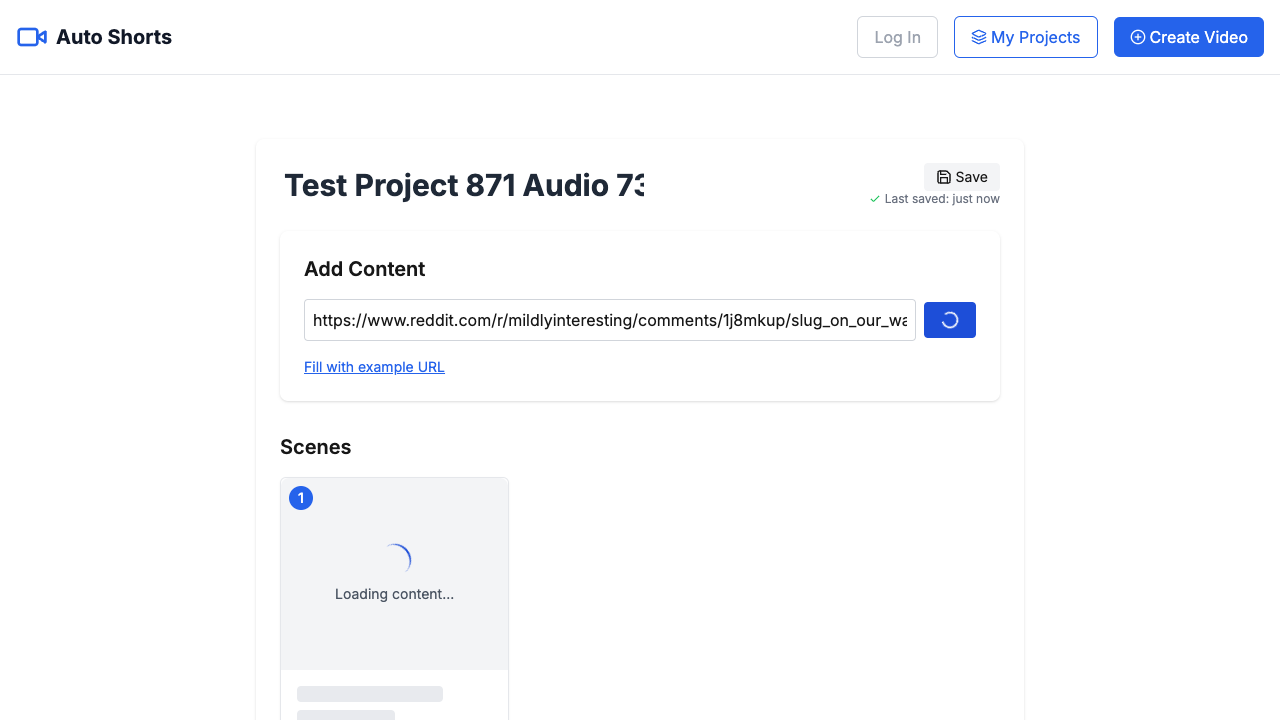 Auto Shorts
Log In
My Projects
Create Video
Test Project 871 Audio
Save
Last saved: just now
Add Content
https://www.reddit.com/r/mildlyinteresting/comments/1j8mkup/slug_on_our_wa
Fill with example URL
Scenes
1
Loading content...